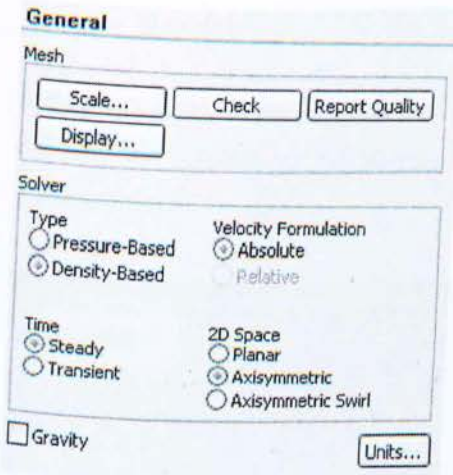 General
Mesh
Scale...
Check
Report Quality
Display...
Solver
Type
Pressure-Based
Density-Based
Velocity Formulation
Absolute
Relative
Time
Steady
Transient
2D Space
Planar
Axisymmetric
Axisymmetric Swirl
Gravity
Units...